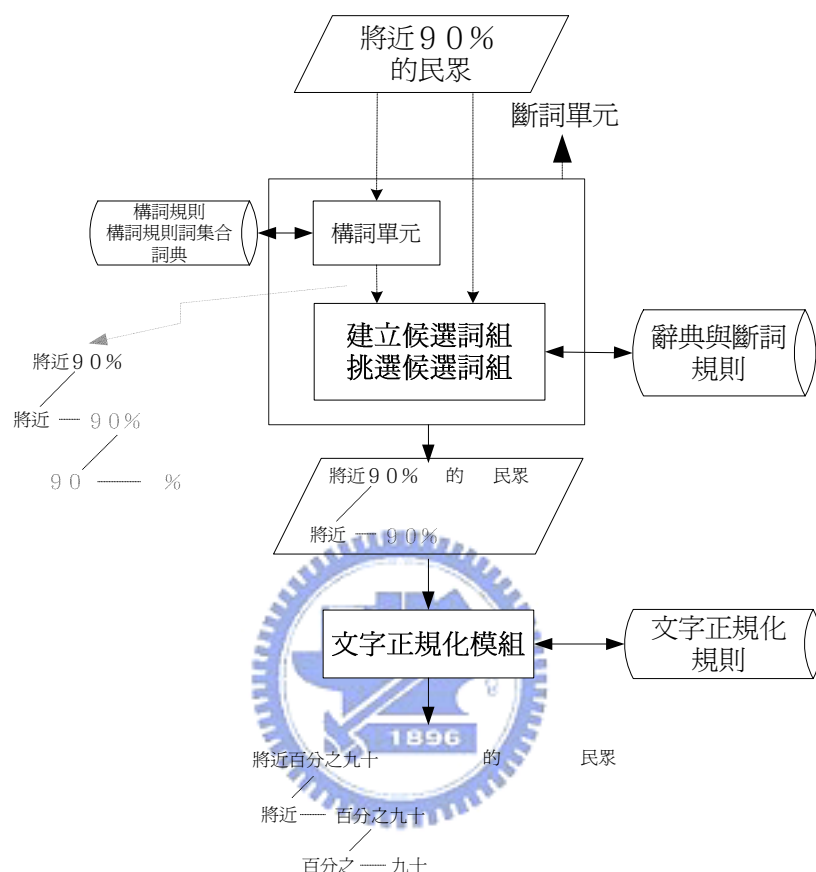 將近９０%
的民眾
斷詞單元
構詞規則
構詞規則詞集合
詞典
構詞單元
建立候選詞組
挑選候選詞組
辭典與斷詞
規則
將近９０%
將近 ９０%
９０ %
將近９０% 的 民眾
將近 ９０%
文字正規化模組
文字正規化
規則
1896
將近百分之九十 的 民眾
將近 百分之九十
百分之 九十